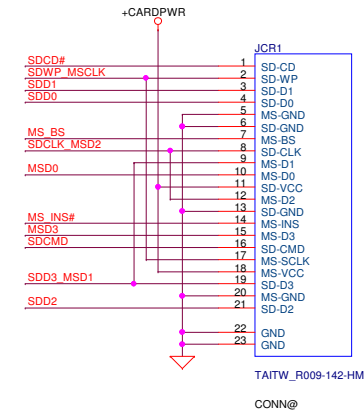 +CARDPWR
JCR1
SDCD# 1 SD-CD
SDWP_MSCLK 2 SD-WP
SDD1 3 SD-D1
SDD0 4 SD-D0
5 MS-GND
6 SD-GND
MS_BS 7 MS-BS
SDCLK_MSD2 8 SD-CLK
9 MS-D1
MSD0 10 MS-D0
11 SD-VCC
12 MS-D2
13 SD-GND
MS_INS# 14 MS-INS
MSD3 15 MS-D3
SDCMD 16 SD-CMD
17 MS-SCLK
18 MS-VCC
SDD3_MSD1 19 SD-D3
20 MS-GND
SDD2 21 SD-D2
22 GND
23 GND
TAITW_R009-142-HM
CONN@